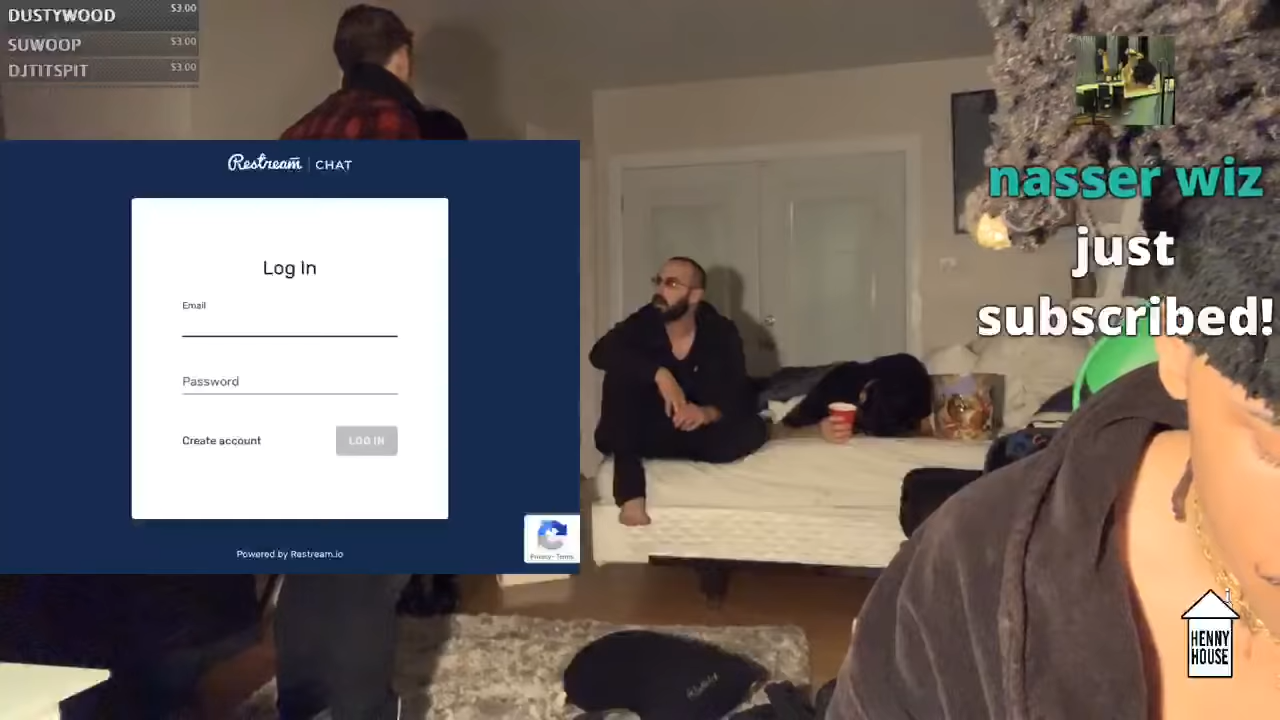 DUSTYWOOD $3.00
SUWOOP $3.00
DJTITSPIT $3.00
Restream | CHAT
Log In
Email
Password
Create account
LOG IN
Powered by Restream.io
Privacy - Terms
nasser wiz
just
subscribed!
HENNY
HOUSE